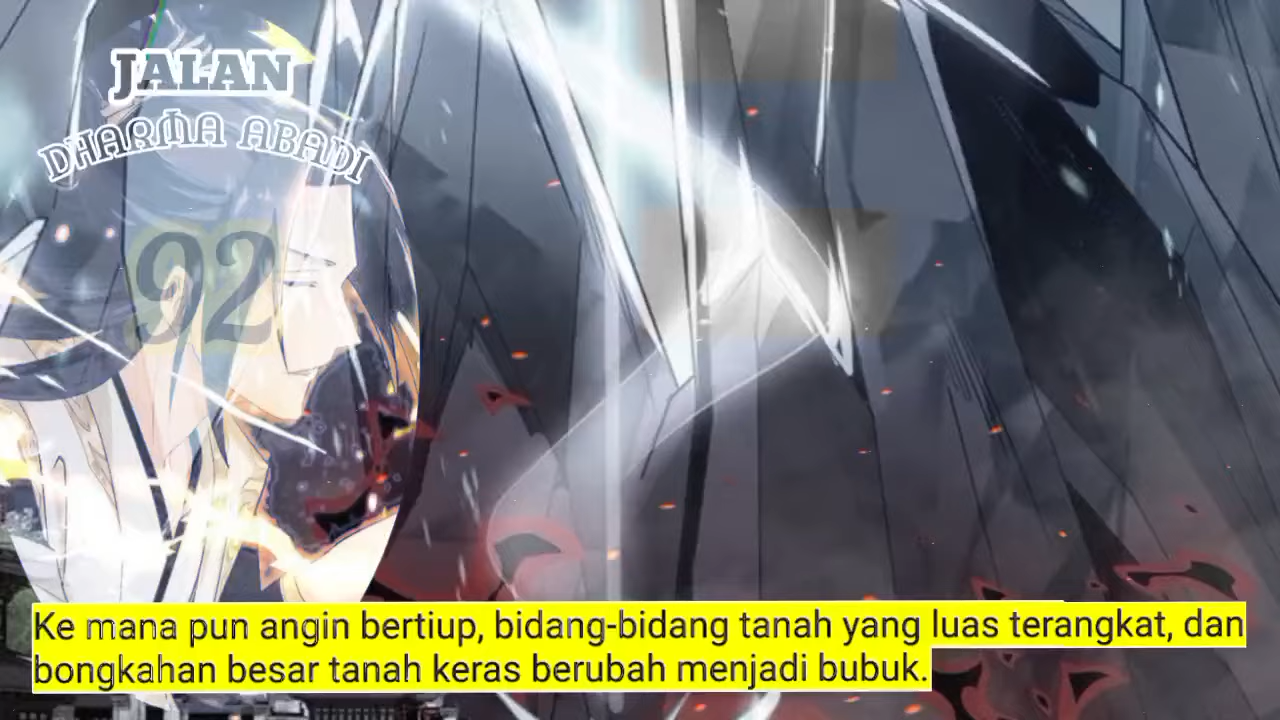 JALAN
DHARMA ABADI
92
Ke mana pun angin bertiup, bidang-bidang tanah yang luas terangkat, dan
bongkahan besar tanah keras berubah menjadi bubuk.